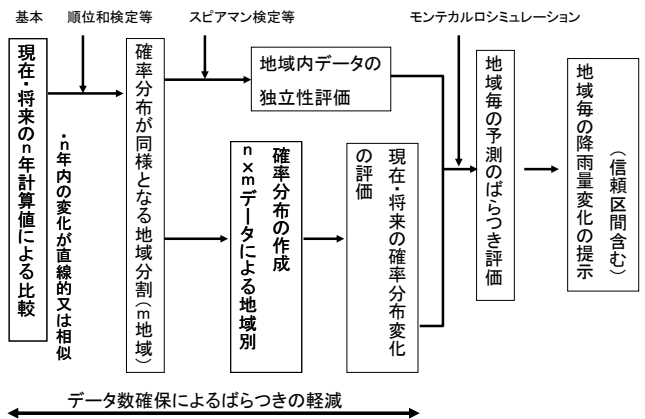 基本
順位和検定等
スピアマン検定等
モンテカルロシミュレーション
現在・将来のn年計算値による比較
・n年内の変化が直線的又は相似
確率分布が同様となる地域分割(m地域)
地域内データの
独立性評価
確率分布の作成
n×mデータによる地域別
現在・将来の確率分布変化
の評価
地域毎の予測のばらつき評価
地域毎の降雨量変化の提示
(信頼区間含む)
データ数確保によるばらつきの軽減